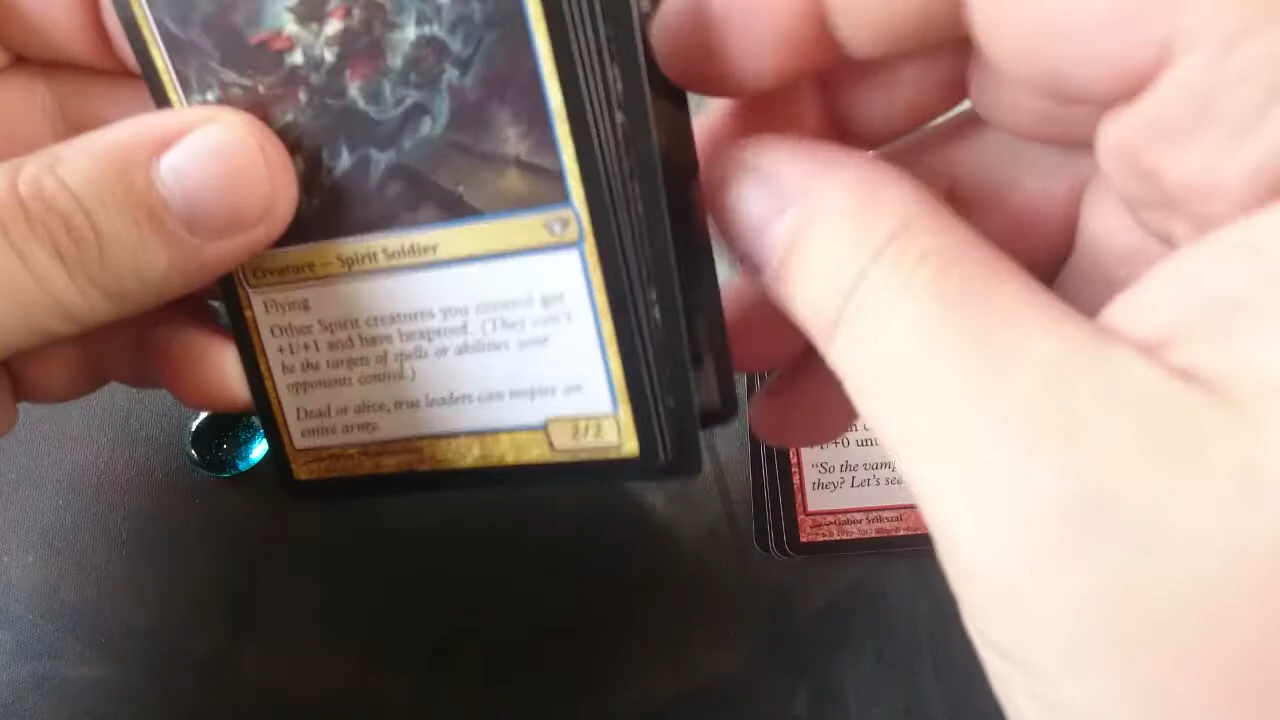 Creature — Spirit Soldier
Flying
Other Spirit creatures you control get
+1/+1 and have hexproof. (They can't
be the targets of spells or abilities your
opponents control.)
Dead or alive, true leaders can inspire an
entire army.
2/2
+1/+0 unt
"So the vamp
they? Let's see
Gabor Szikszai